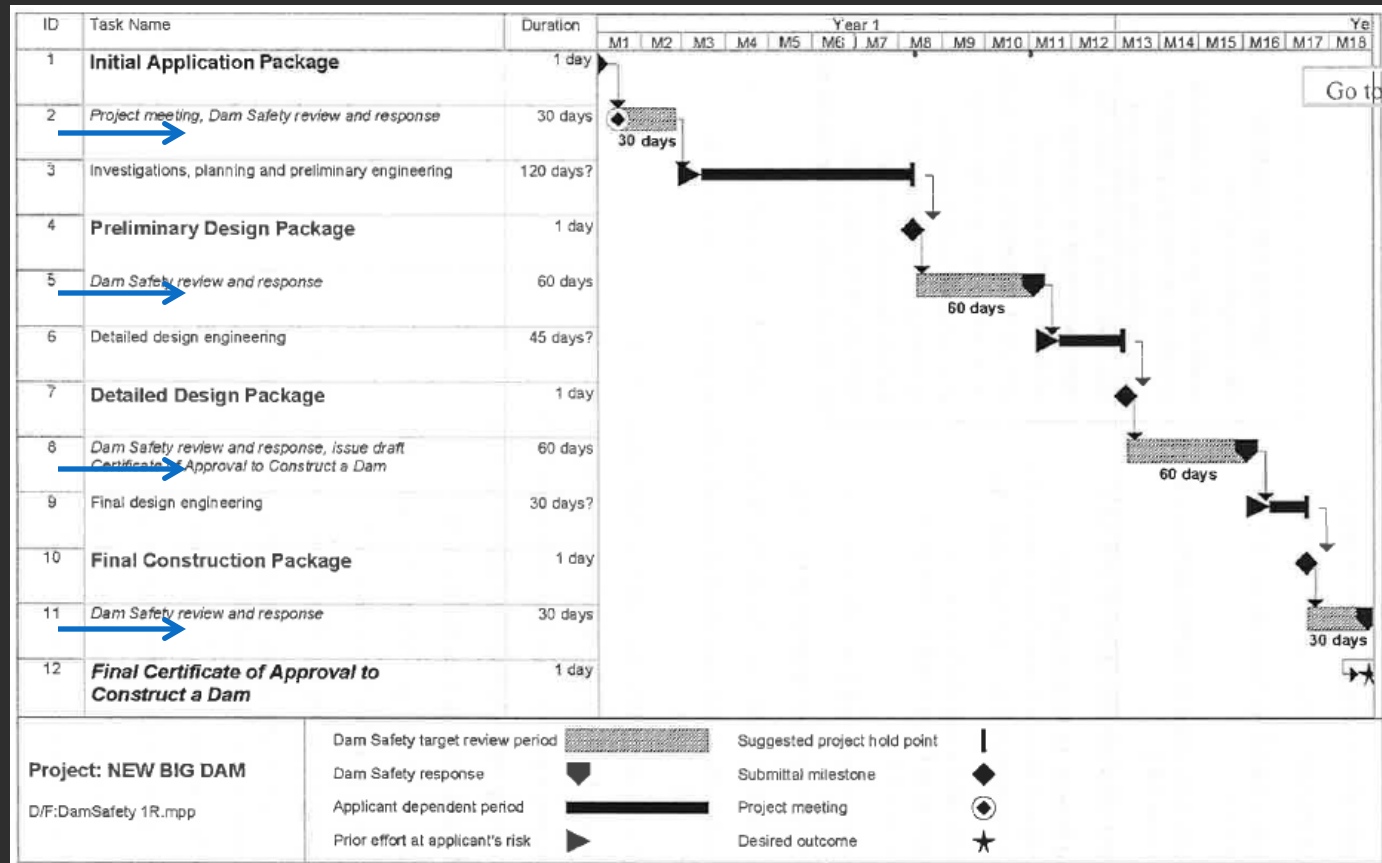 ID Task Name Duration Year 1 Ye
M1 M2 M3 M4 M5 M6 M7 M8 M9 M10 M11 M12 M13 M14 M15 M16 M17 M18
1 Initial Application Package 1 day
Go to
2 Project meeting, Dam Safety review and response 30 days
30 days
3 Investigations, planning and preliminary engineering 120 days?
4 Preliminary Design Package 1 day
5 Dam Safety review and response 60 days
60 days
6 Detailed design engineering 45 days?
7 Detailed Design Package 1 day
8 Dam Safety review and response, issue draft 60 days
Certificate of Approval to Construct a Dam
60 days
9 Final design engineering 30 days?
10 Final Construction Package 1 day
11 Dam Safety review and response 30 days
30 days
12 Final Certificate of Approval to 1 day
Construct a Dam
Project: NEW BIG DAM
D/F:DamSafety 1R.mpp
Dam Safety target review period
Dam Safety response
Applicant dependent period
Prior effort at applicant's risk
Suggested project hold point
Submittal milestone
Project meeting
Desired outcome